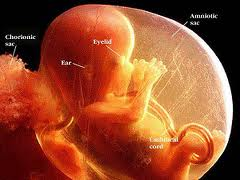 Amniotic
sac
Chorionic
sac
Eyelid
Ear
Umbilical
cord